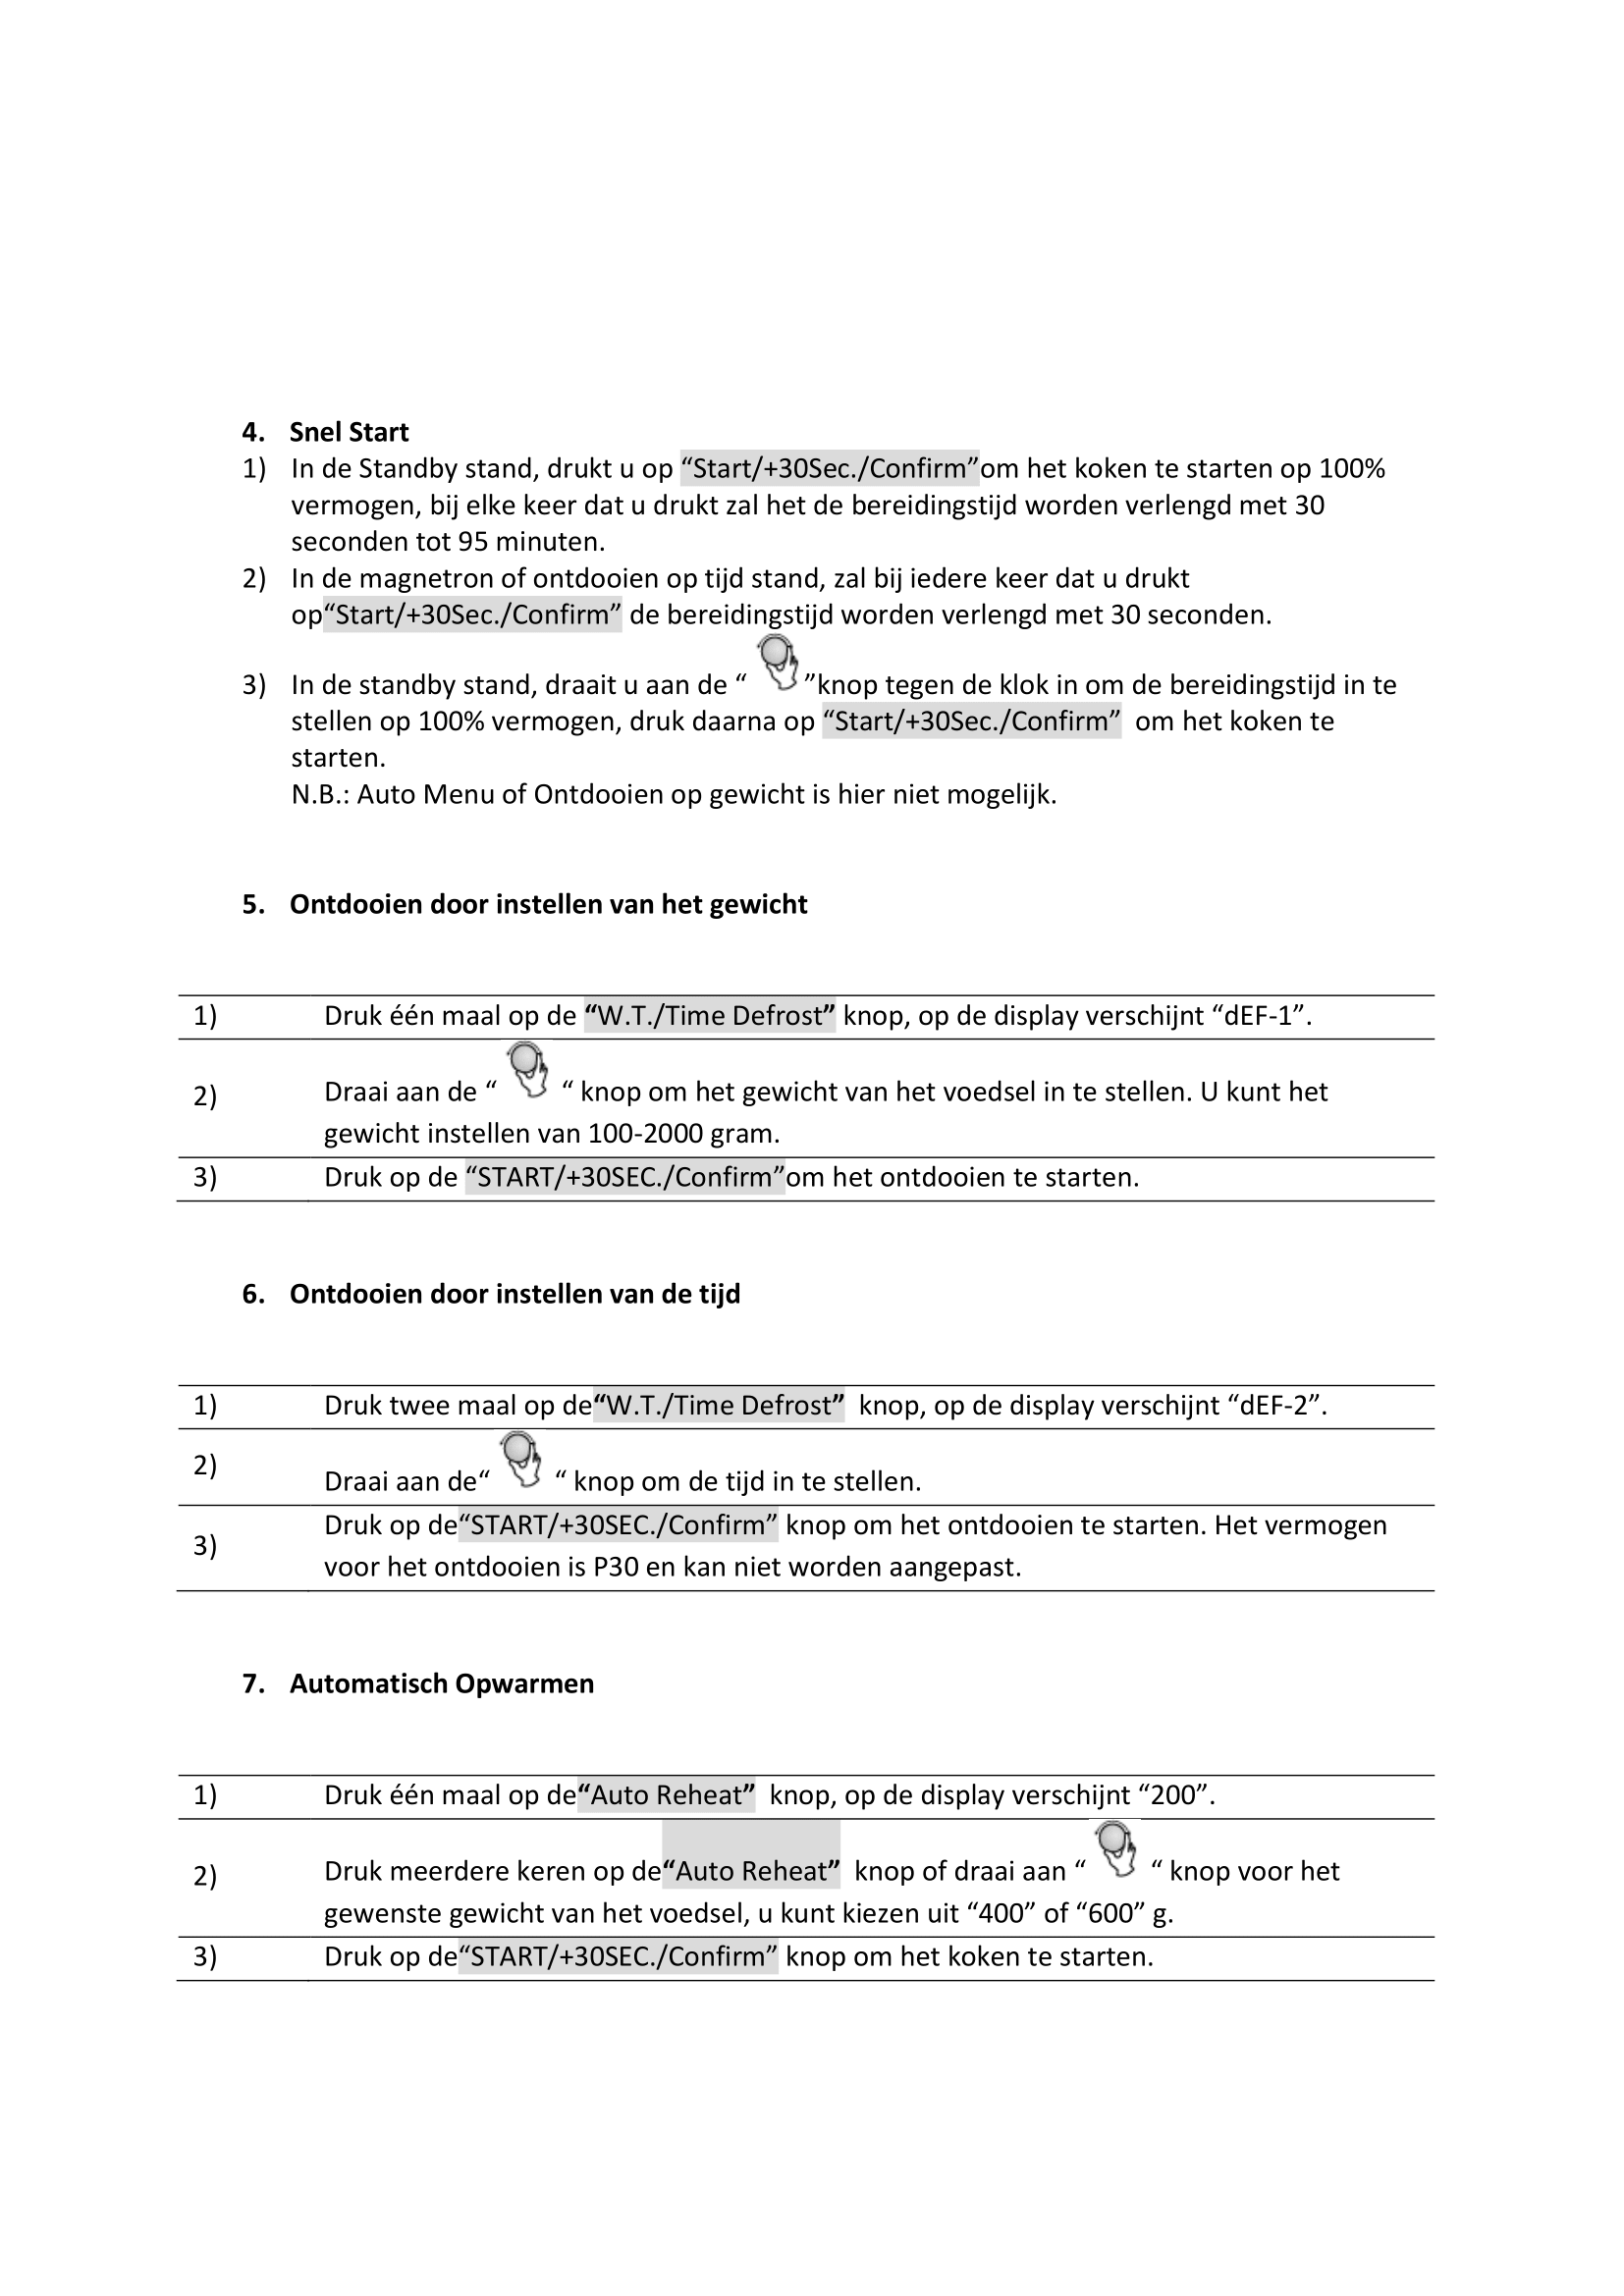 4. Snel Start
1) In de Standby stand, drukt u op “Start/+30Sec./Confirm”om het koken te starten op 100%
vermogen, bij elke keer dat u drukt zal het de bereidingstijd worden verlengd met 30
seconden tot 95 minuten.
2) In de magnetron of ontdooien op tijd stand, zal bij iedere keer dat u drukt
op“Start/+30Sec./Confirm” de bereidingstijd worden verlengd met 30 seconden.
3) In de standby stand, draait u aan de “ ”knop tegen de klok in om de bereidingstijd in te
stellen op 100% vermogen, druk daarna op “Start/+30Sec./Confirm” om het koken te
starten.
N.B.: Auto Menu of Ontdooien op gewicht is hier niet mogelijk.
5. Ontdooien door instellen van het gewicht
1) Druk één maal op de “W.T./Time Defrost” knop, op de display verschijnt “dEF-1”.
2) Draai aan de “ “ knop om het gewicht van het voedsel in te stellen. U kunt het
gewicht instellen van 100-2000 gram.
3) Druk op de “START/+30SEC./Confirm”om het ontdooien te starten.
6. Ontdooien door instellen van de tijd
1) Druk twee maal op de“W.T./Time Defrost” knop, op de display verschijnt “dEF-2”.
2) Draai aan de“ “ knop om de tijd in te stellen.
3) Druk op de“START/+30SEC./Confirm” knop om het ontdooien te starten. Het vermogen
voor het ontdooien is P30 en kan niet worden aangepast.
7. Automatisch Opwarmen
1) Druk één maal op de“Auto Reheat” knop, op de display verschijnt “200”.
2) Druk meerdere keren op de“Auto Reheat” knop of draai aan “ “ knop voor het
gewenste gewicht van het voedsel, u kunt kiezen uit “400” of “600” g.
3) Druk op de“START/+30SEC./Confirm” knop om het koken te starten.